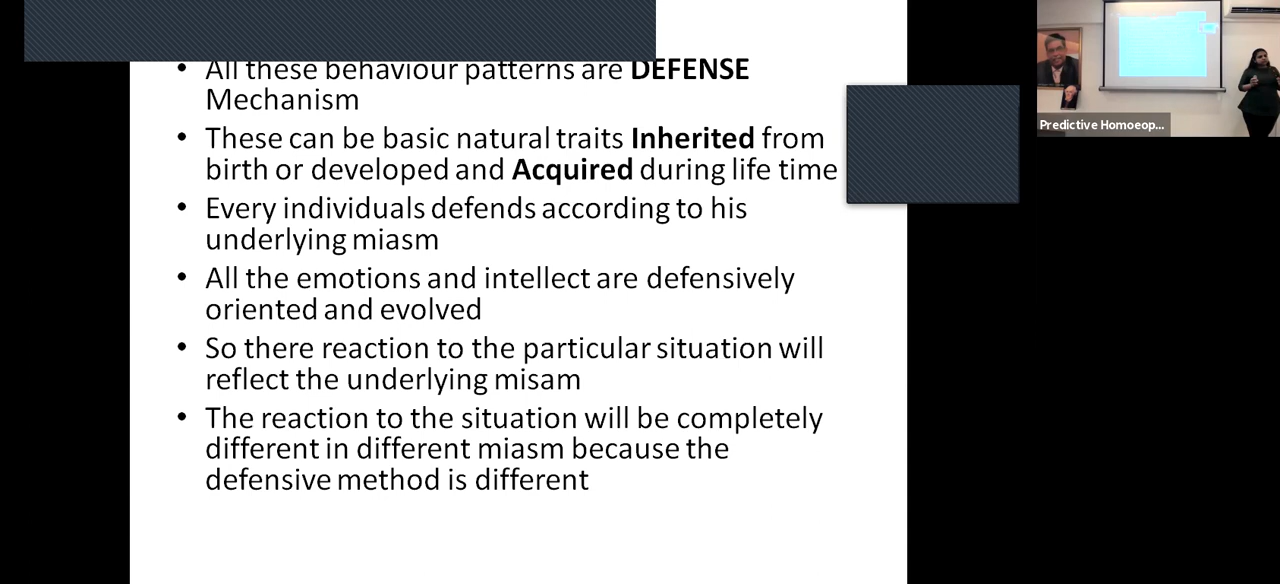 • All these behaviour patterns are DEFENSE
Mechanism
• These can be basic natural traits Inherited from
birth or developed and Acquired during life time
• Every individuals defends according to his
underlying miasm
• All the emotions and intellect are defensively
oriented and evolved
• So there reaction to the particular situation will
reflect the underlying misam
• The reaction to the situation will be completely
different in different miasm because the
defensive method is different
Predictive Homoeop...